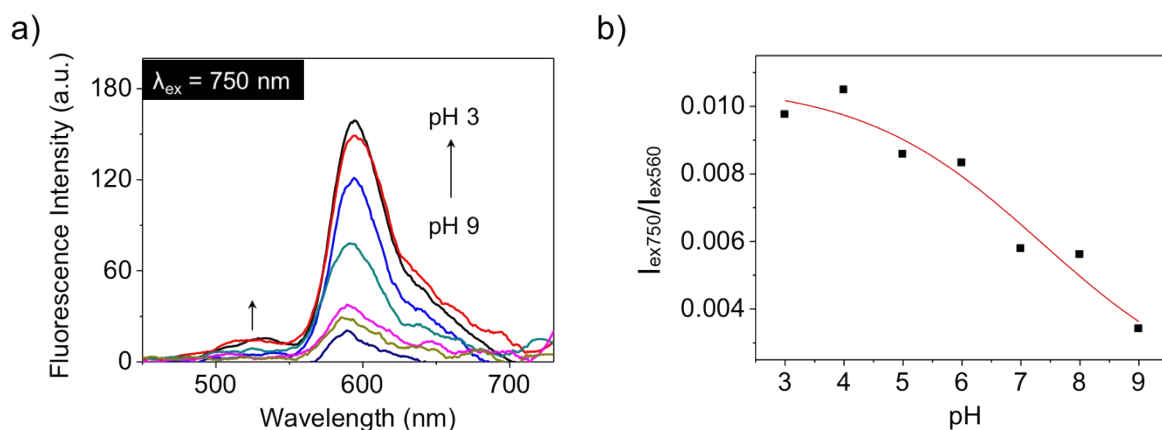 a)
λex = 750 nm
pH 3
pH 9
180
120
60
0
500
600
700
Fluorescence Intensity (a.u.)
Wavelength (nm)
b)
0.010
0.008
0.006
0.004
3
4
5
6
7
8
9
Iex750/Iex560
pH